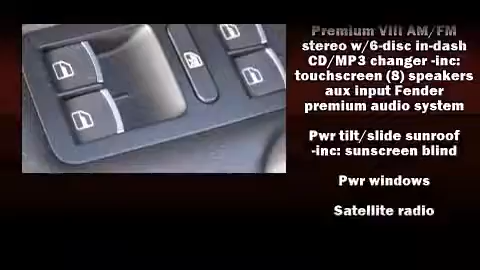 Premium VIII AM/FM
stereo w/6-disc in-dash
CD/MP3 changer -inc:
touchscreen (8) speakers
aux input Fender
premium audio system
Pwr tilt/slide sunroof
-inc: sunscreen blind
Pwr windows
Satellite radio